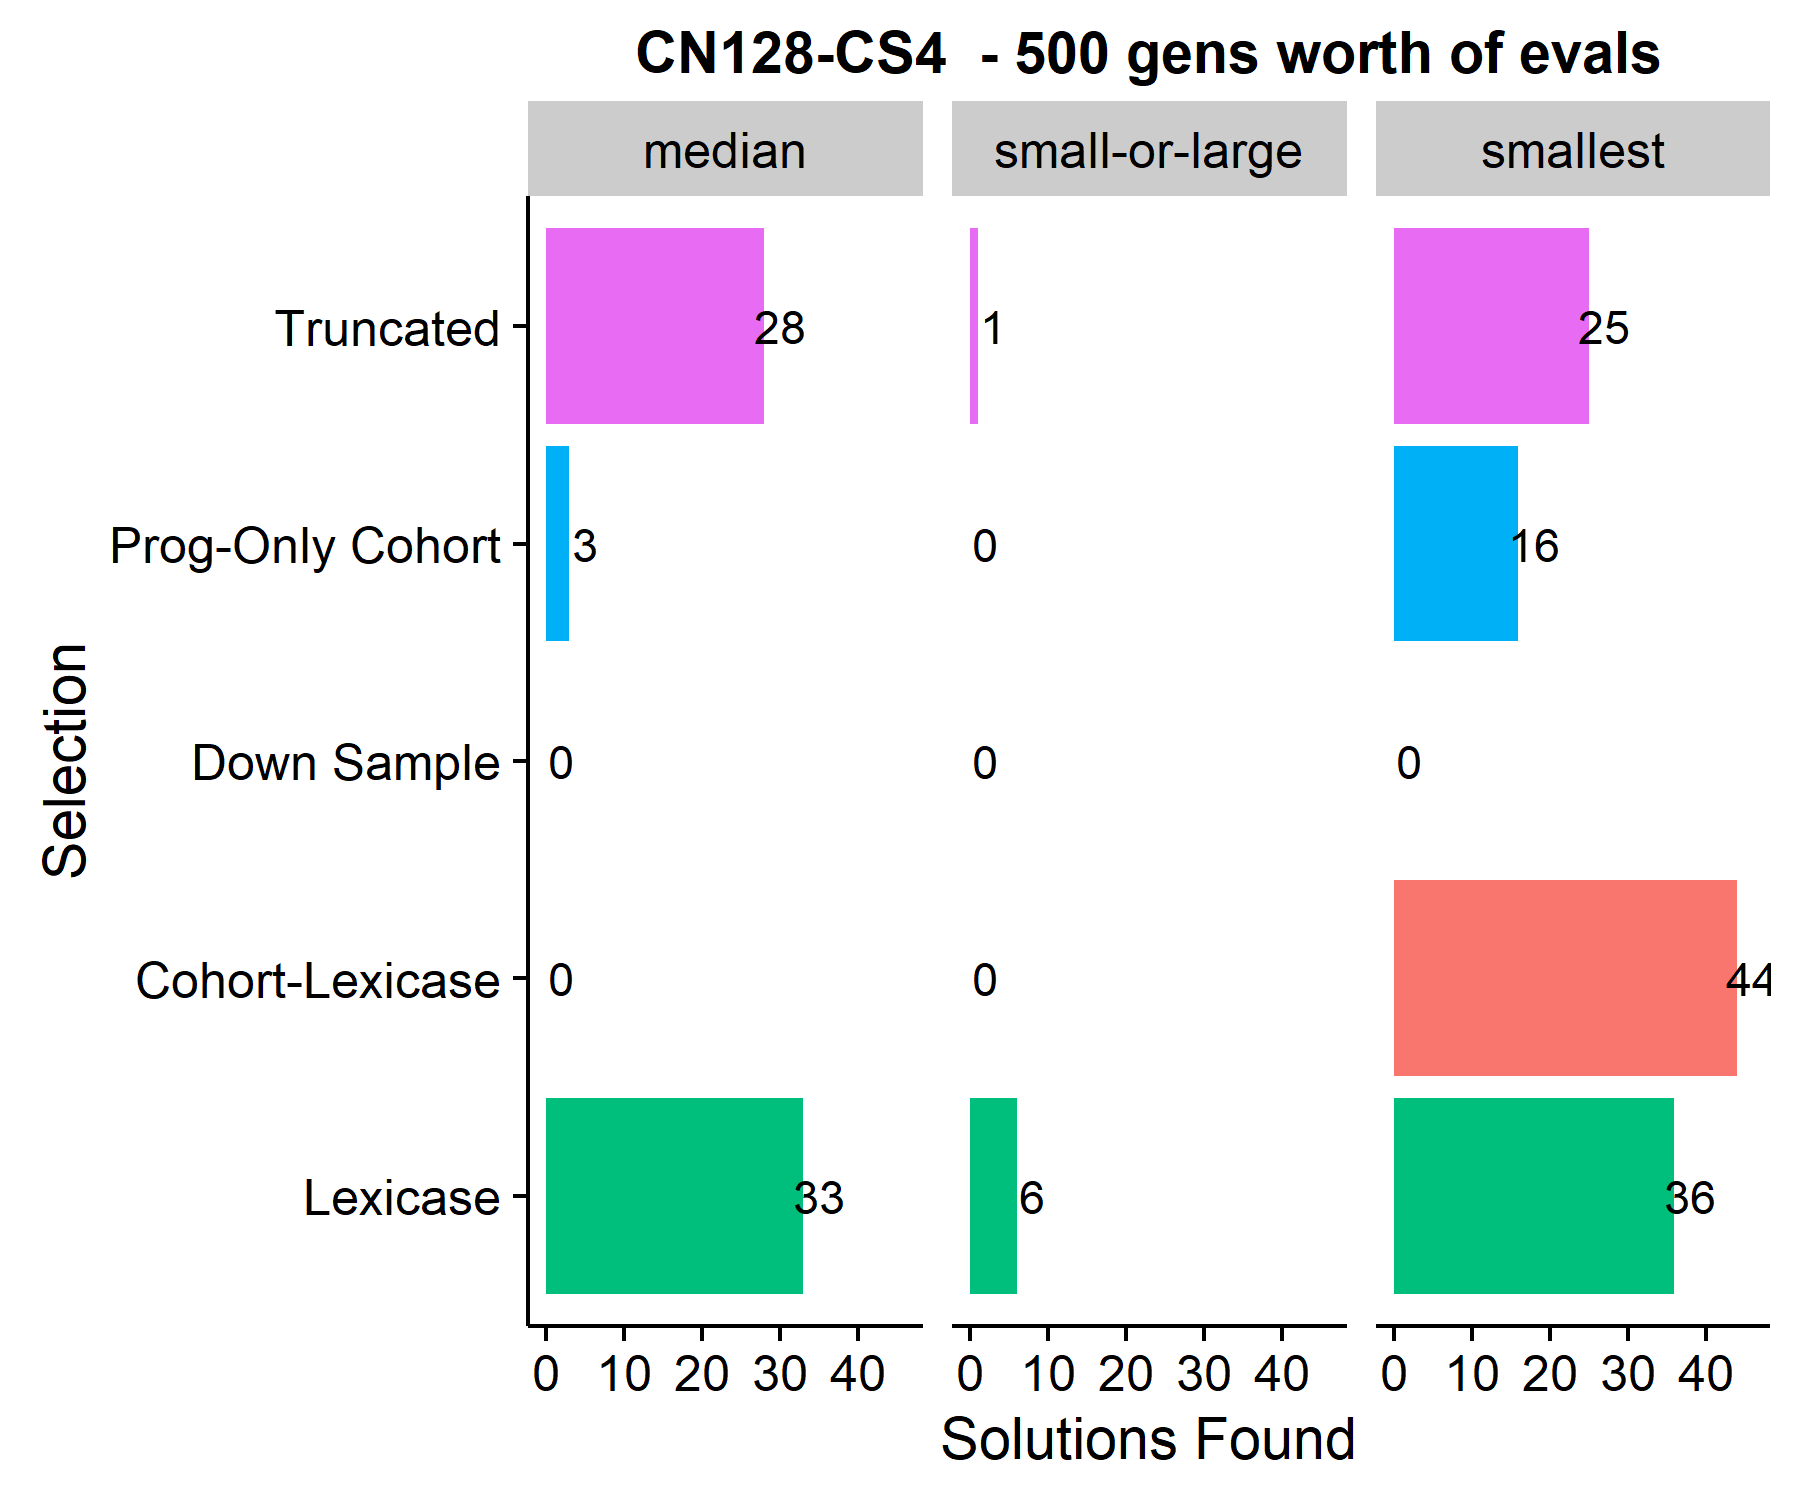 CN128-CS4 - 500 gens worth of evals
median small-or-large smallest
Truncated 28 1 25
Prog-Only Cohort 3 0 16
Down Sample 0 0 0
Cohort-Lexicase 0 0 44
Lexicase 33 6 36
Selection
0 10 20 30 40 0 10 20 30 40 0 10 20 30 40
Solutions Found